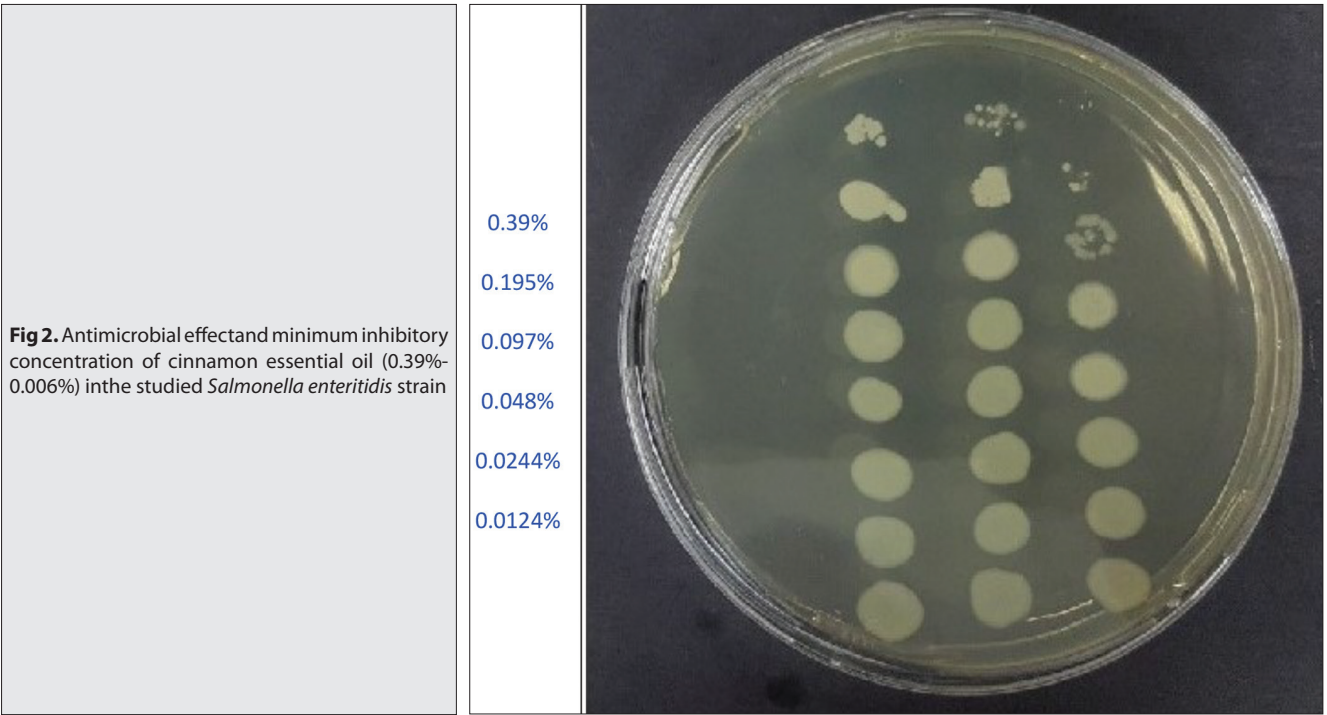 Fig 2. Antimicrobial effectand minimum inhibitory
concentration of cinnamon essential oil (0.39%-
0.006%) inthe studied Salmonella enteritidis strain
0.39%
0.195%
0.097%
0.048%
0.0244%
0.0124%